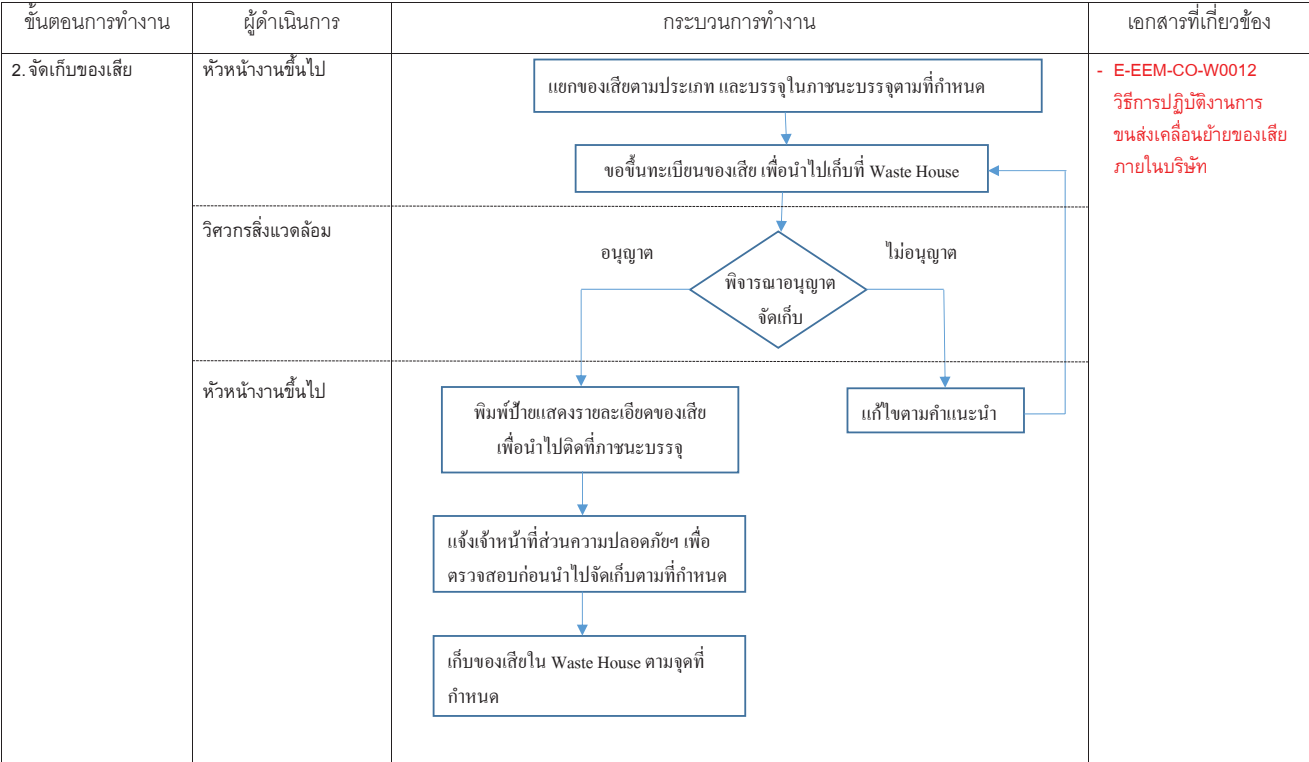 ขั้นตอนการทำงาน
ผู้ดำเนินการ
กระบวนการทำงาน
เอกสารที่เกี่ยวข้อง
2. จัดเก็บของเสีย
หัวหน้างานขึ้นไป
แยกของเสียตามประเภท และบรรจุในภาชนะบรรจุตามที่กำหนด
ขอขึ้นทะเบียนของเสีย เพื่อนำไปเก็บที่ Waste House
- E-EEM-CO-W0012
วิธีการปฏิบัติงานการ
ขนส่งเคลื่อนย้ายของเสีย
ภายในบริษัท
วิศวกรสิ่งแวดล้อม
อนุญาต
ไม่อนุญาต
พิจารณาอนุญาต
จัดเก็บ
หัวหน้างานขึ้นไป
พิมพ์ป้ายแสดงรายละเอียดของเสีย
เพื่อนำไปติดที่ภาชนะบรรจุ
แก้ไขตามคำแนะนำ
แจ้งเจ้าหน้าที่ส่วนความปลอดภัยฯ เพื่อ
ตรวจสอบก่อนนำไปจัดเก็บตามที่กำหนด
เก็บของเสียใน Waste House ตามจุดที่
กำหนด